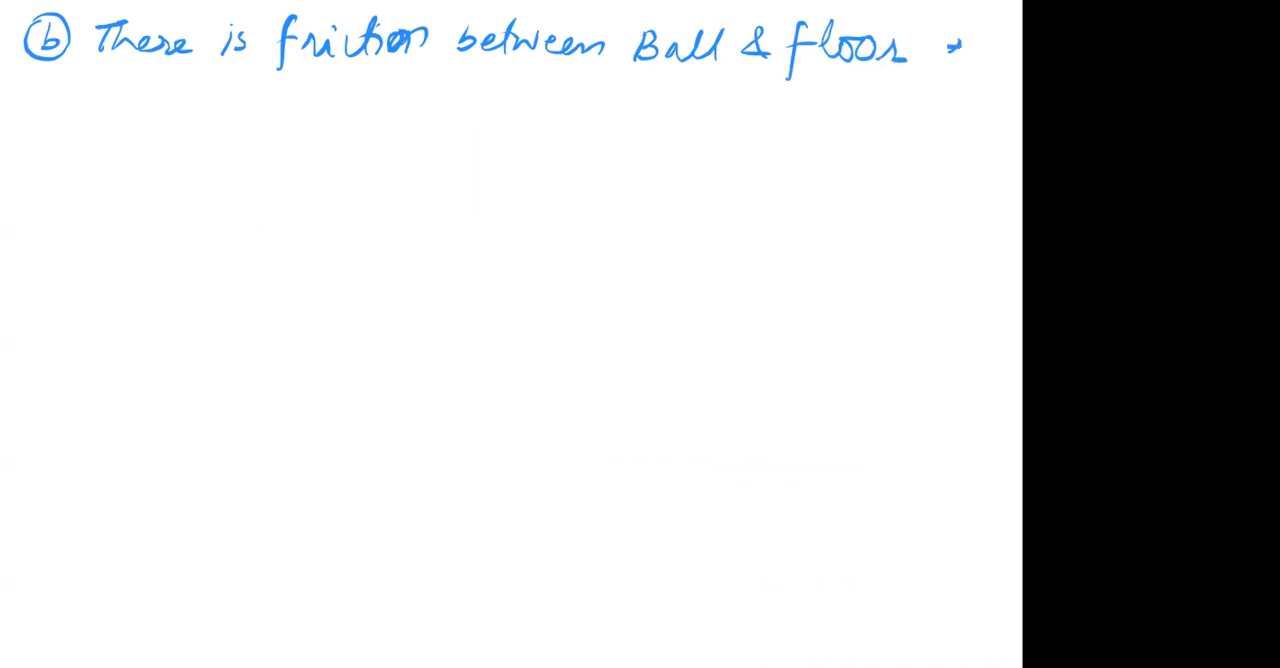 ⓑ There is friction between Ball & floor →